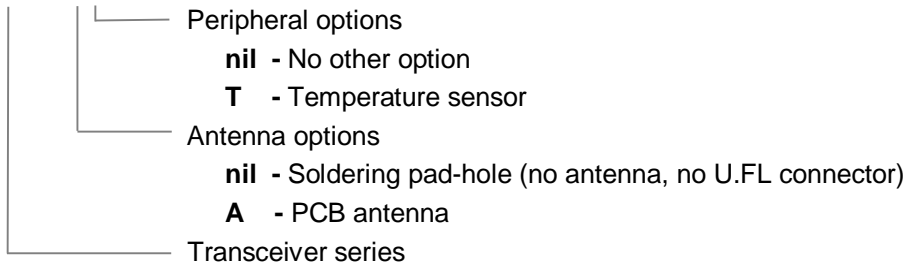 Peripheral options
nil - No other option
T - Temperature sensor
Antenna options
nil - Soldering pad-hole (no antenna, no U.FL connector)
A - PCB antenna
Transceiver series